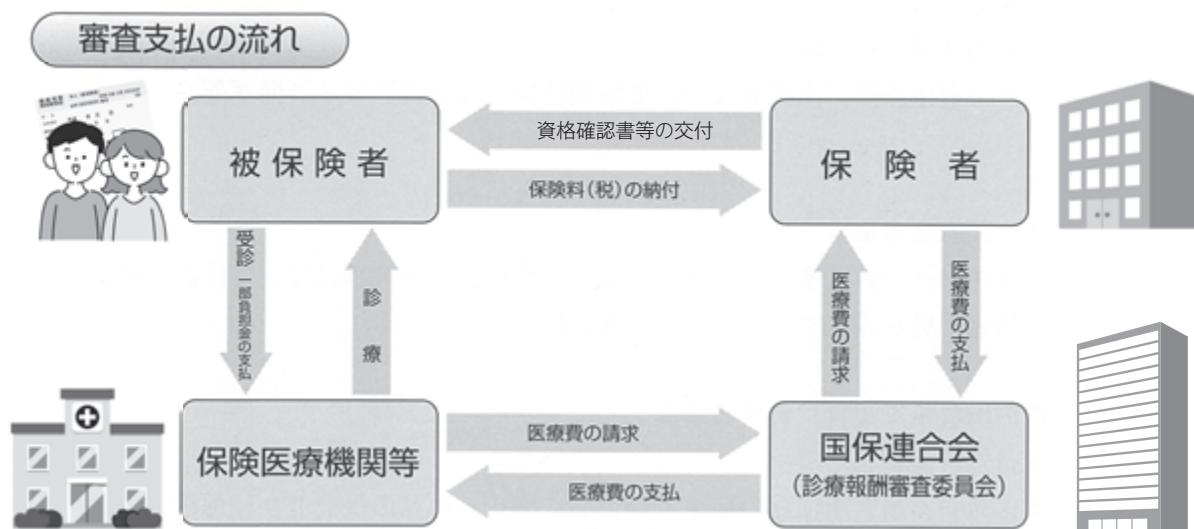 審査支払の流れ
被保険者
資格確認書等の交付
保険料(税)の納付
保険者
受診 一部負担金の支払
診療
医療費の請求
医療費の支払
保険医療機関等
医療費の請求
医療費の支払
国保連合会
(診療報酬審査委員会)